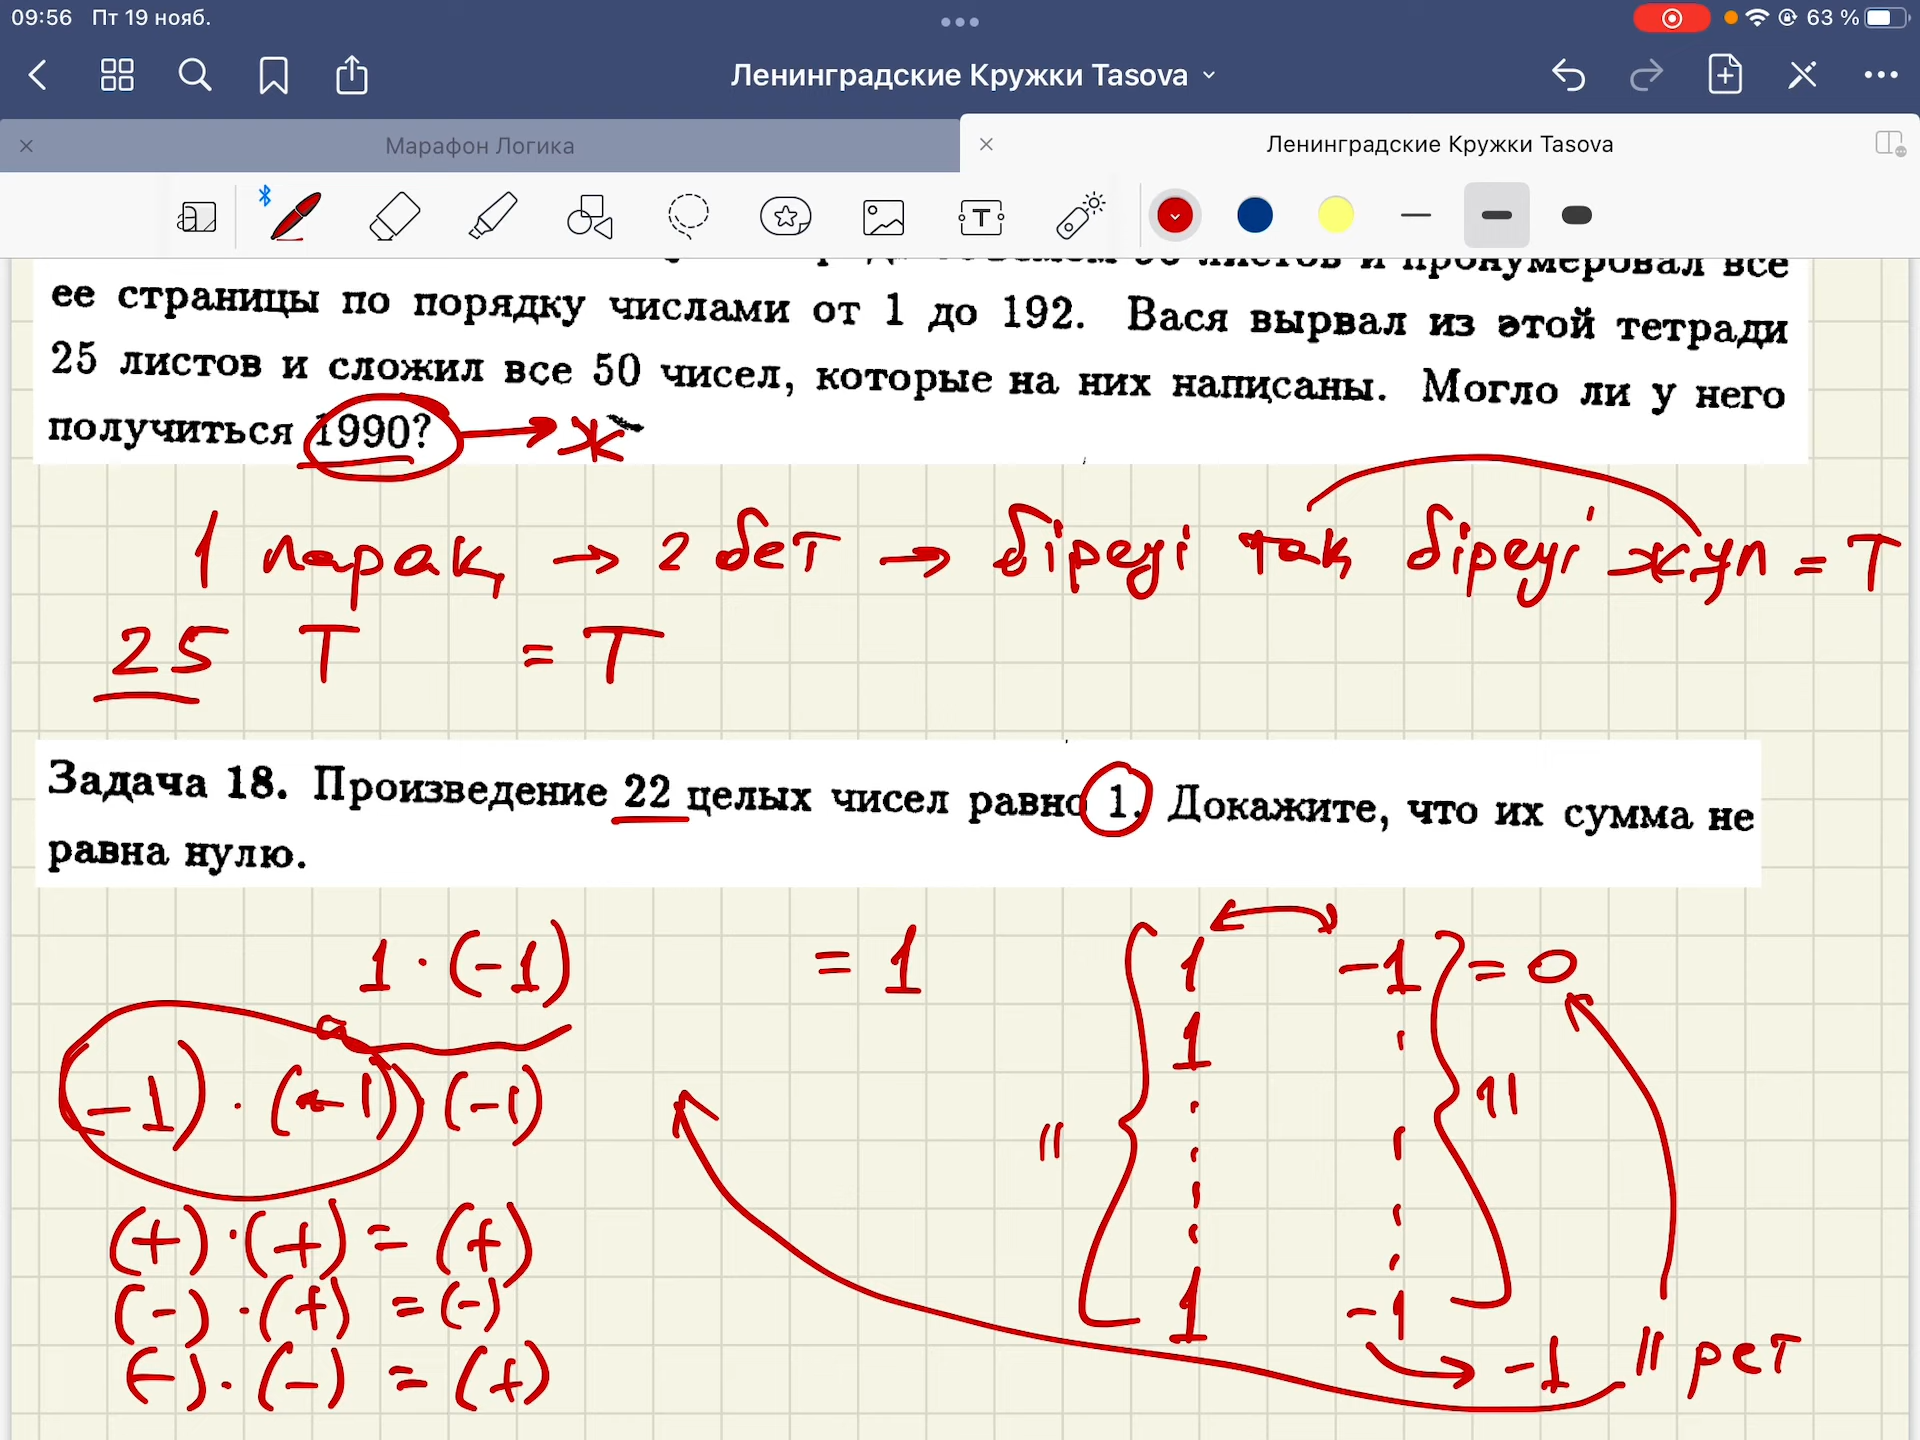 09:56 Пт 19 нояб.
63 %
Ленинградские Кружки Tasova
Марафон Логика
Ленинградские Кружки Tasova
листов и пронумеровал все
ее страницы по порядку числами от 1 до 192. Вася вырвал из этой тетради
25 листов и сложил все 50 чисел, которые на них написаны. Могло ли у него
получиться 1990? → Ж
1 парақ → 2 бет → біреуі тақ біреуі жұп = Т
25 Т = Т
Задача 18. Произведение 22 целых чисел равно 1. Докажите, что их сумма не
равна нулю.
1 · (-1) = 1
(-1) · (-1) (-1)
(+) · (+) = (+)
(-) · (+) = (-)
(-) · (-) = (+)
1 -1 = 0
1
11 11
1 -1
-1 11 рет